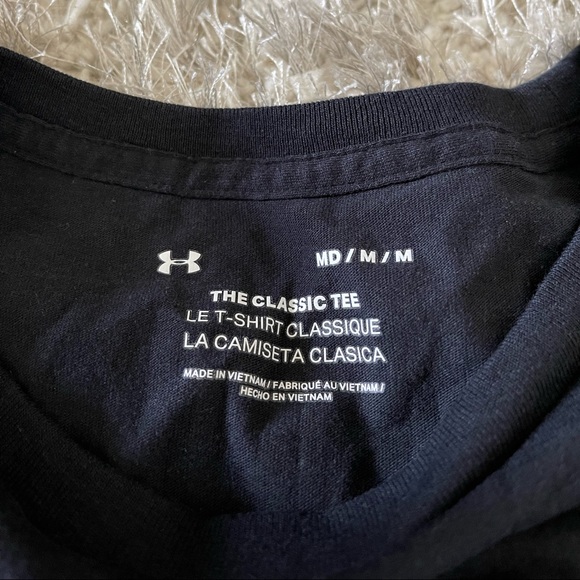 MD / M / M
THE CLASSIC TEE
LE T-SHIRT CLASSIQUE
LA CAMISETA CLASICA
MADE IN VIETNAM / FABRIQUÉ AU VIETNAM /
HECHO EN VIETNAM